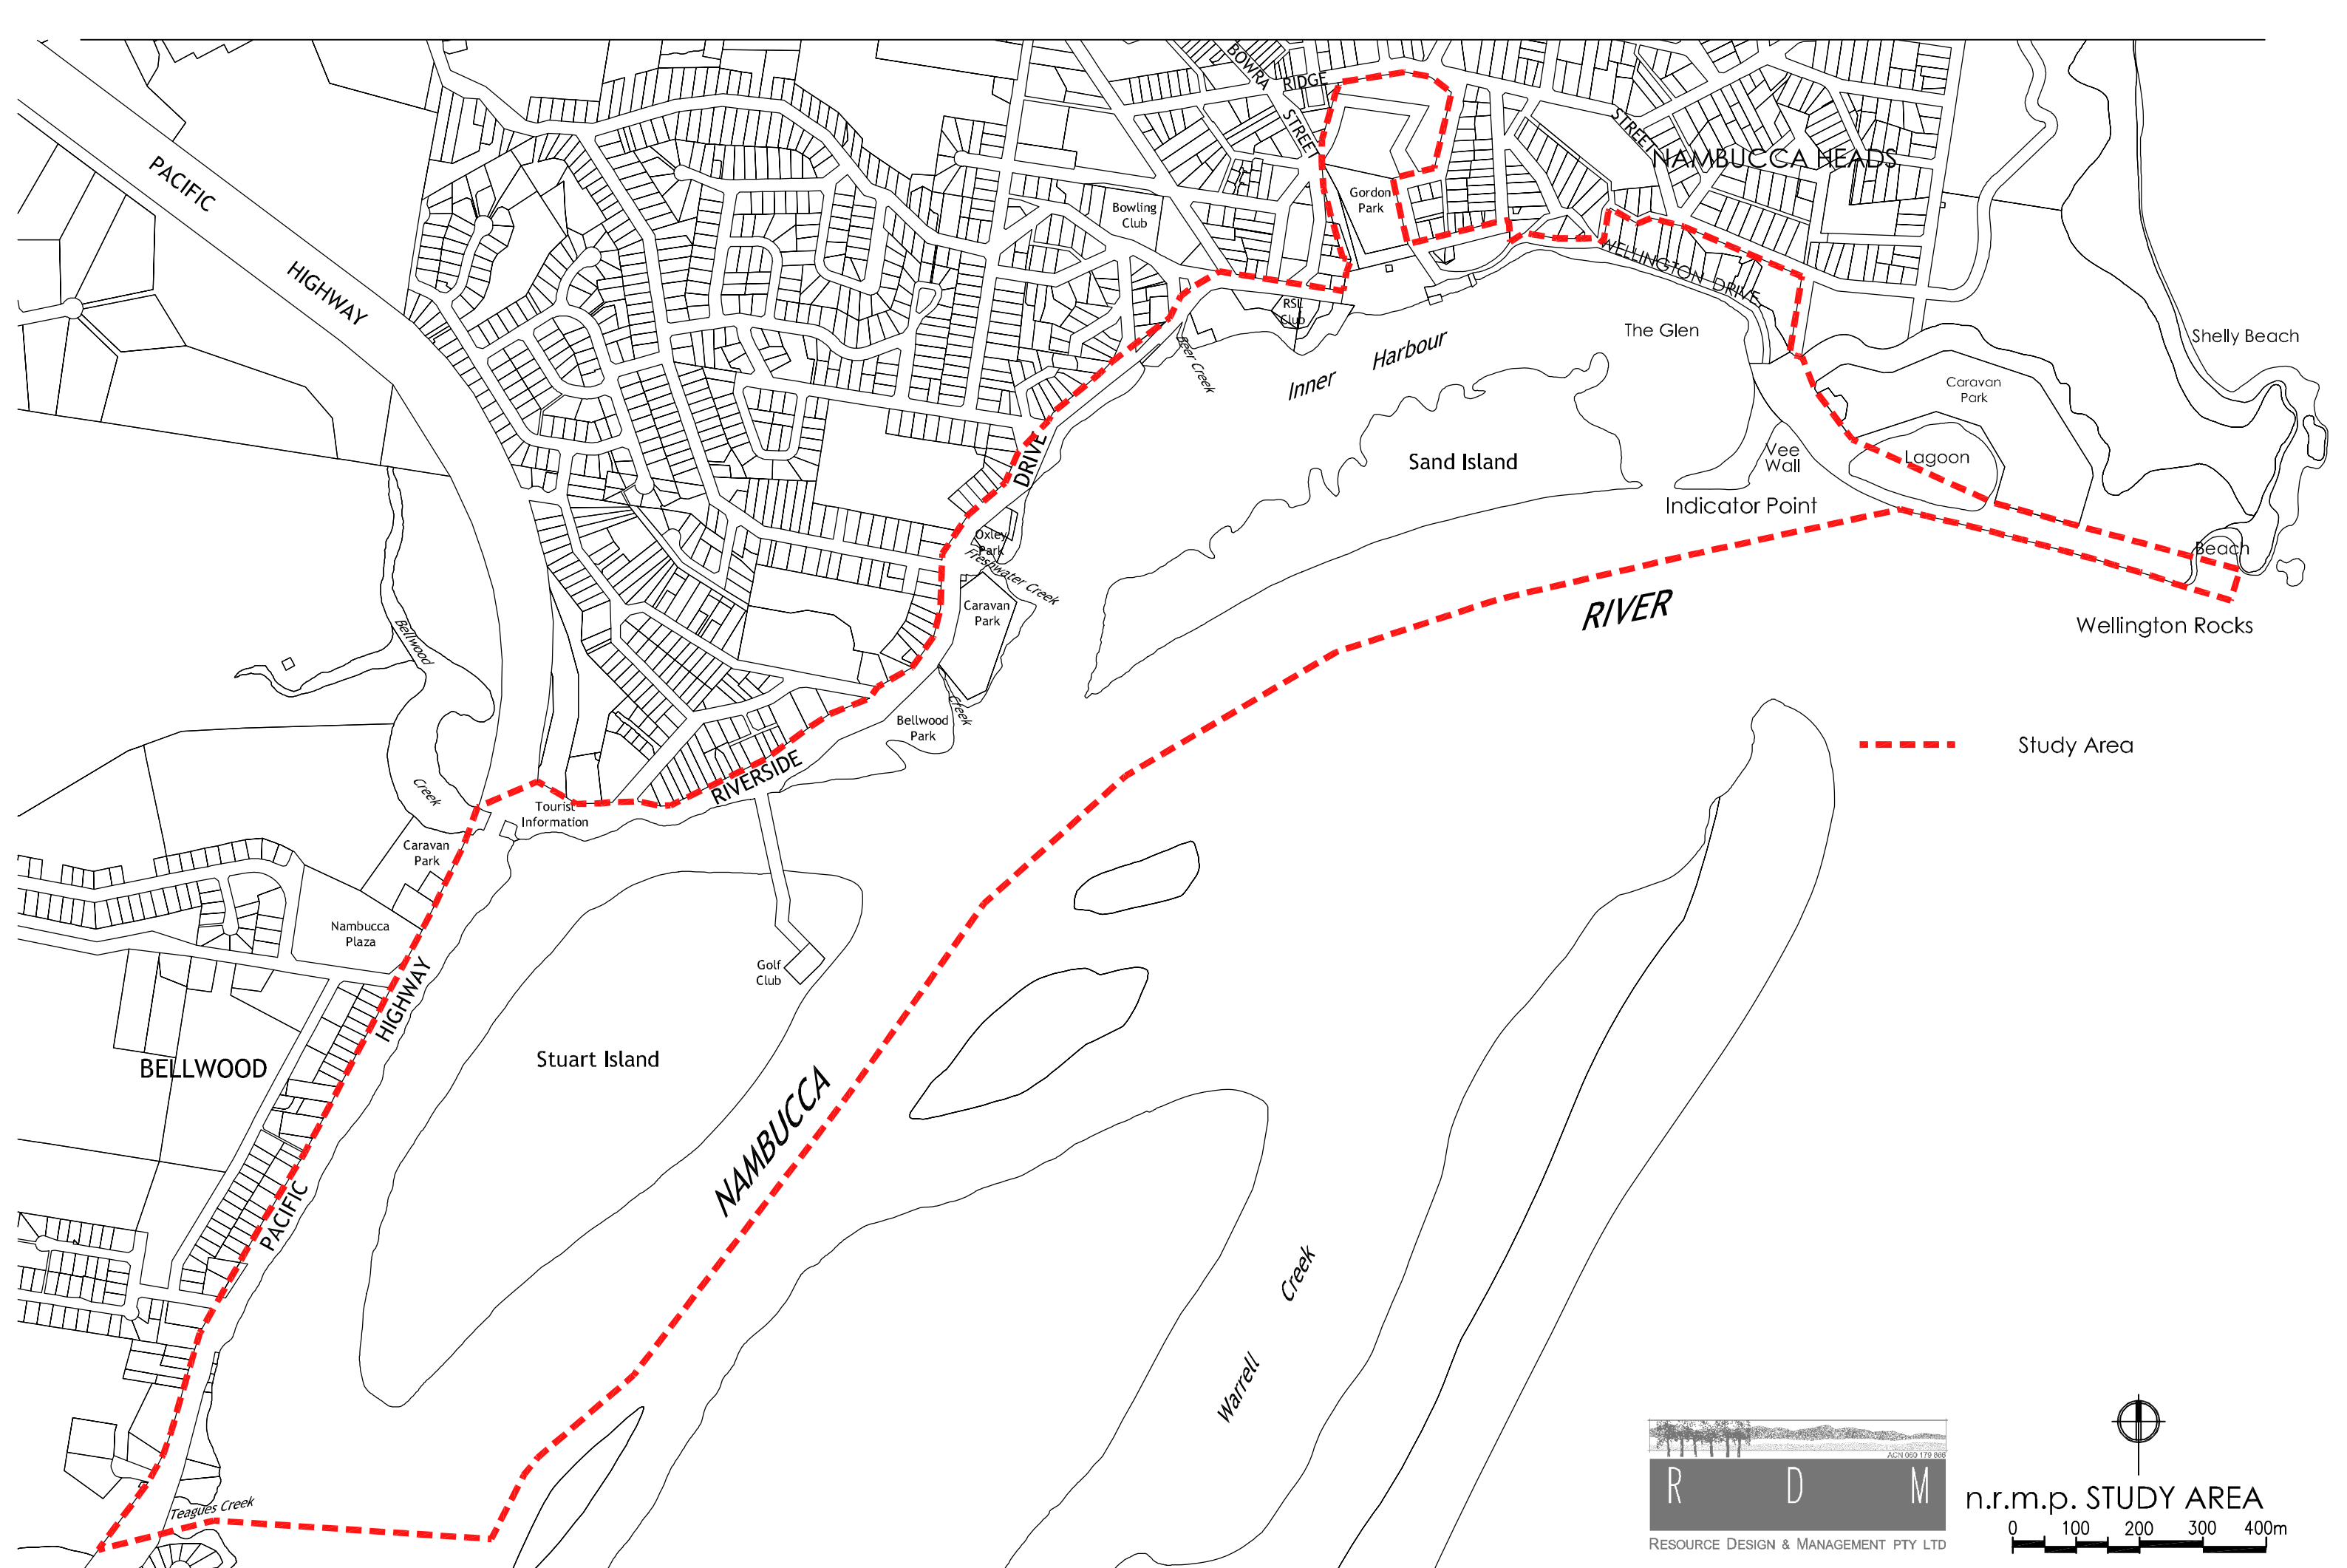 BOWRA
STREET
RIDGE
STREET
NAMBUCCA HEADS
PACIFIC
HIGHWAY
Gordon
Park
Bowling
Club
WELLINGTON DRIVE
RSL
Club
The Glen
Shelly Beach
Inner Harbour
Beer Creek
Caravan
Park
DRIVE
Sand Island
Vee
Wall
Lagoon
Indicator Point
Oxley
Park
Freshwater Creek
Beach
Caravan
Park
RIVER
Wellington Rocks
Bellwood
Creek
Creek
Bellwood
Park
Study Area
RIVERSIDE
Tourist
Information
Caravan
Park
Nambucca
Plaza
Golf
Club
HIGHWAY
BELLWOOD
Stuart Island
NAMBUCCA
PACIFIC
Creek
Warrell
Teagues Creek
ACN 060 179 866
R D M
RESOURCE DESIGN & MANAGEMENT PTY LTD
n.r.m.p. STUDY AREA
0 100 200 300 400m